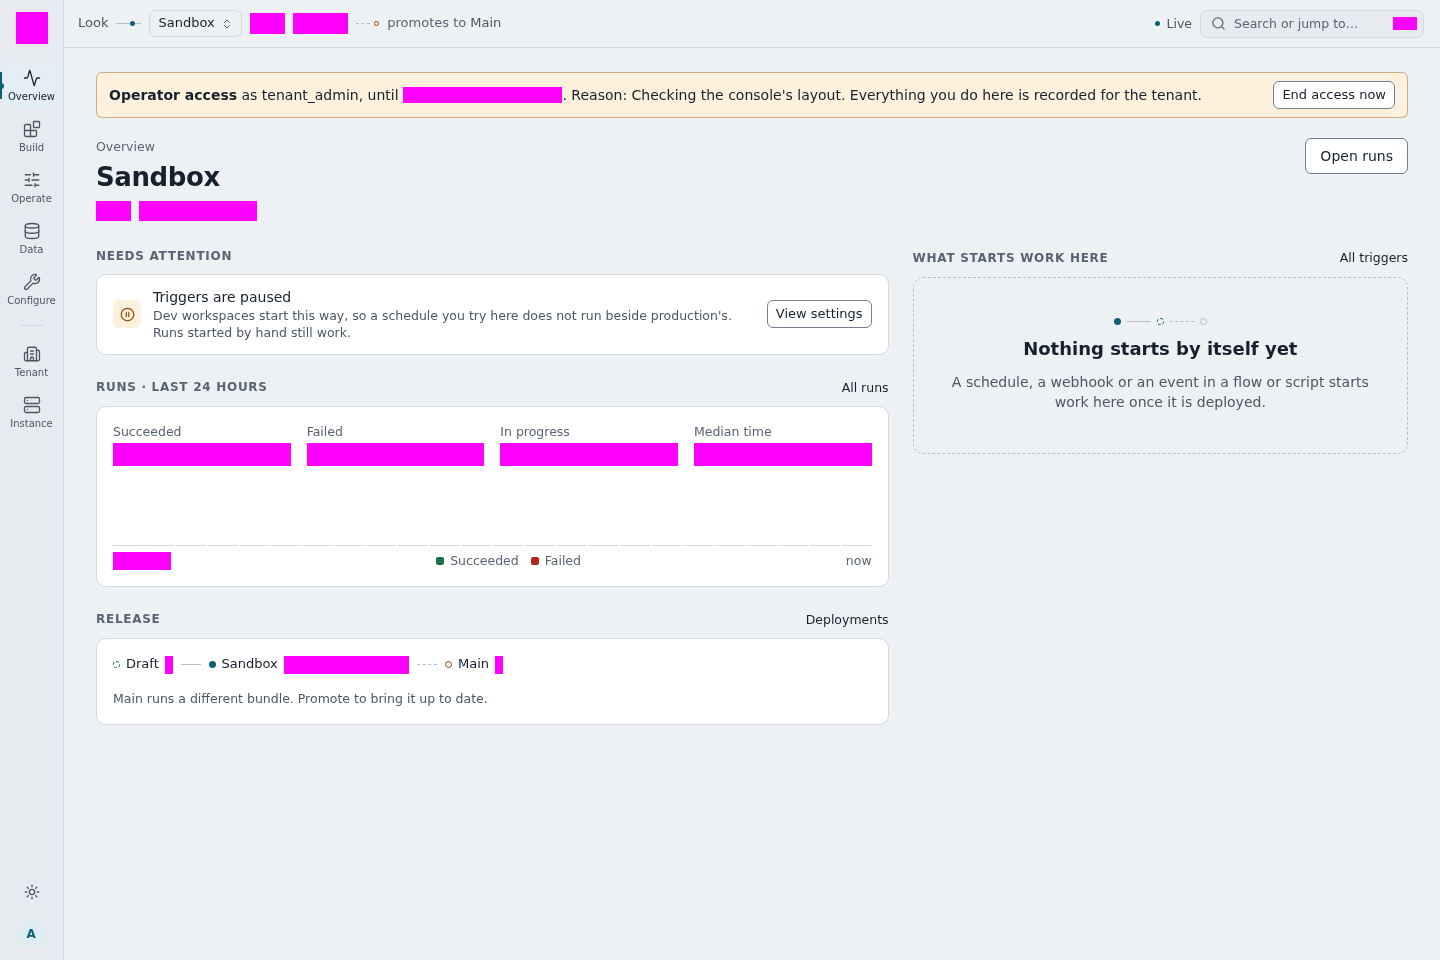 Look
Sandbox
promotes to Main
Live
Search or jump to…
Overview
Build
Operate
Data
Configure
Tenant
Instance
A
Operator access as tenant_admin, until . Reason: Checking the console's layout. Everything you do here is recorded for the tenant.
End access now
Overview
Sandbox
Open runs
NEEDS ATTENTION
Triggers are paused
Dev workspaces start this way, so a schedule you try here does not run beside production's.
Runs started by hand still work.
View settings
RUNS · LAST 24 HOURS
All runs
Succeeded
Failed
In progress
Median time
Succeeded
Failed
now
RELEASE
Deployments
Draft
Sandbox
Main
Main runs a different bundle. Promote to bring it up to date.
WHAT STARTS WORK HERE
All triggers
Nothing starts by itself yet
A schedule, a webhook or an event in a flow or script starts
work here once it is deployed.